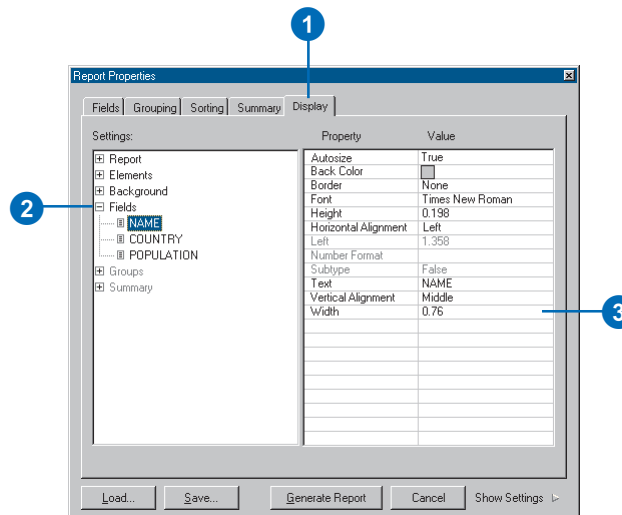 1
Report Properties
Fields Grouping Sorting Summary Display
Settings:
Property Value
Report
Elements
Background
Fields
NAME
COUNTRY
POPULATION
Groups
Summary
Autosize True
Back Color
Border None
Font Times New Roman
Height 0.198
Horizontal Alignment Left
Left 1.358
Number Format
Subtype False
Text NAME
Vertical Alignment Middle
Width 0.76
2
3
Load... Save... Generate Report Cancel Show Settings